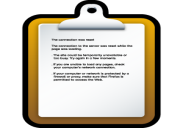 The connection was reset
The connection to the server was reset while the
page was loading.
The site could be temporarily unavailable or
too busy. Try again in a few moments.
If you are unable to load any pages, check
your computer's network connection.
If your computer or network is protected by a
firewall or proxy, make sure that Firefox is
permitted to access the Web.